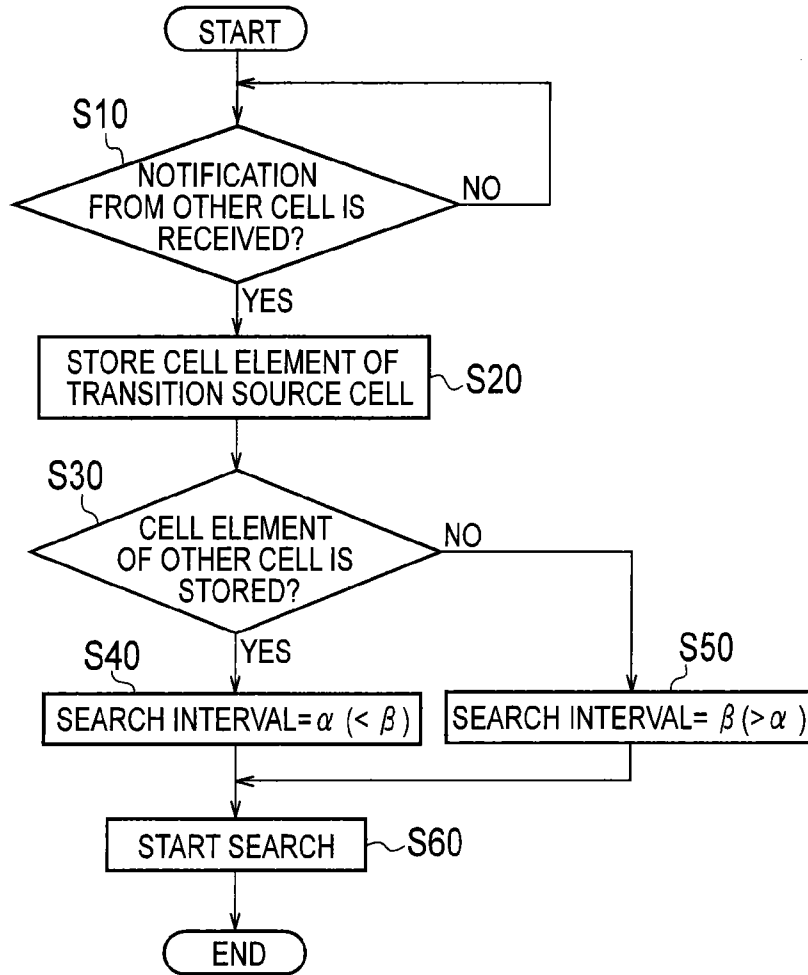 START
S10
NOTIFICATION
FROM OTHER CELL IS
RECEIVED?
NO
YES
STORE CELL ELEMENT OF
TRANSITION SOURCE CELL
S20
S30
CELL ELEMENT
OF OTHER CELL IS
STORED?
NO
YES
S40
SEARCH INTERVAL=α (< β)
S50
SEARCH INTERVAL= β (>α )
START SEARCH
S60
END